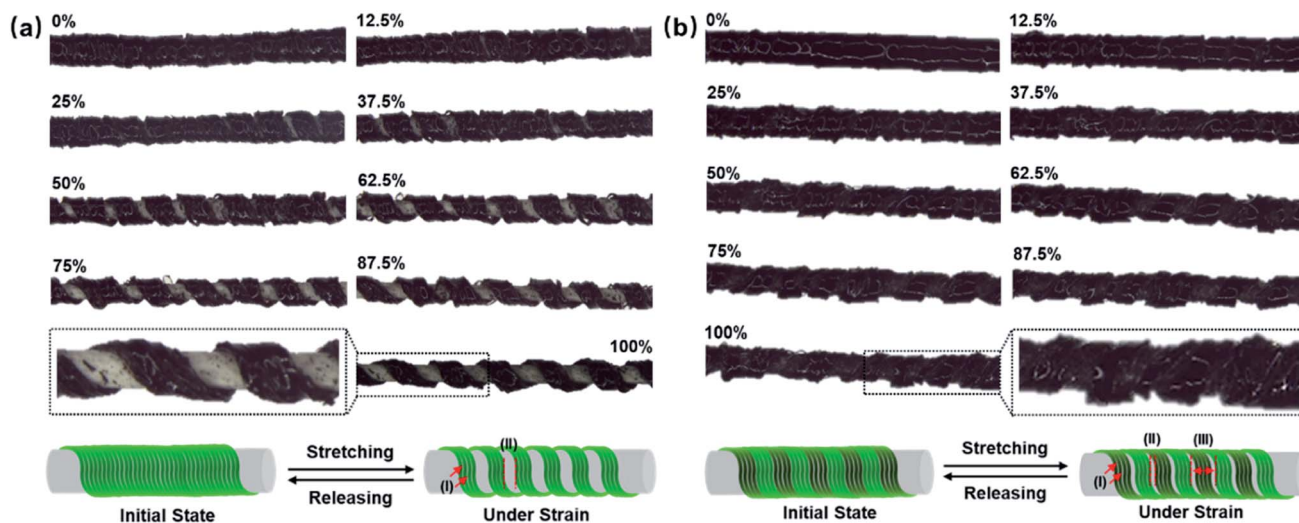 (a)
0%
12.5%
25%
37.5%
50%
62.5%
75%
87.5%
100%
(II)
Stretching
(I)
Releasing
Initial State
Under Strain
(b)
0%
12.5%
25%
37.5%
50%
62.5%
75%
87.5%
100%
(II)
(III)
Stretching
(I)
Releasing
Initial State
Under Strain